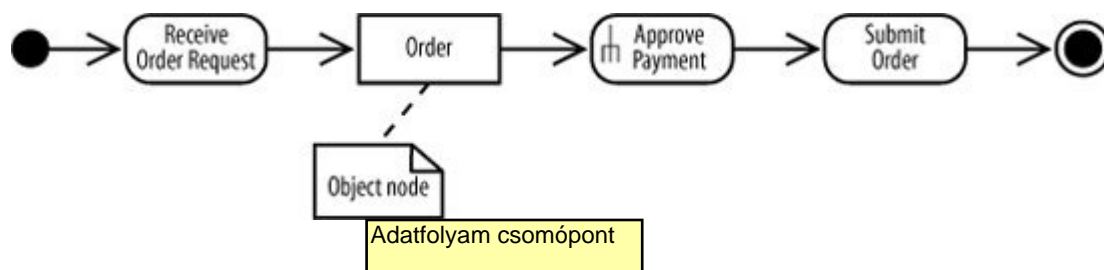 Receive
Order Request
Order
Approve
Payment
Submit
Order
Object node
Adatfolyam csomópont